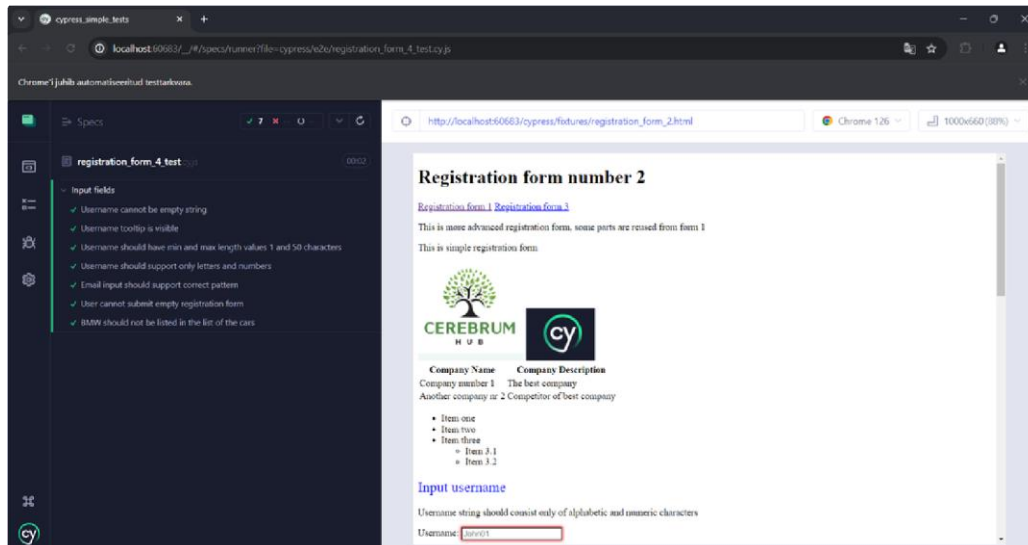 cypress_simple_tests
localhost:60683/__/#/specs/runner?file=cypress/e2e/registration_form_4_test.cy.js
Chrome'i juhib automatiseeritud testtarkvara.
Specs
7
registration_form_4_test.cy.js
00:02
Input fields
Username cannot be empty string
Username tooltip is visible
Username should have min and max length values 1 and 50 characters
Username should support only letters and numbers
Email input should support correct pattern
User cannot submit empty registration form
BMW should not be listed in the list of the cars
cy
http://localhost:60683/cypress/fixtures/registration_form_2.html
Chrome 126
1000x660 (88%)
Registration form number 2
Registration form 1 Registration form 3
This is more advanced registration form, some parts are reused from form 1
This is simple registration form
CEREBRUM
HUB
cy
Company Name Company Description
Company number 1 The best company
Another company nr 2 Competitor of best company
Item one
Item two
Item three
Item 3.1
Item 3.2
Input username
Username string should consist only of alphabetic and numeric characters
Username: John01